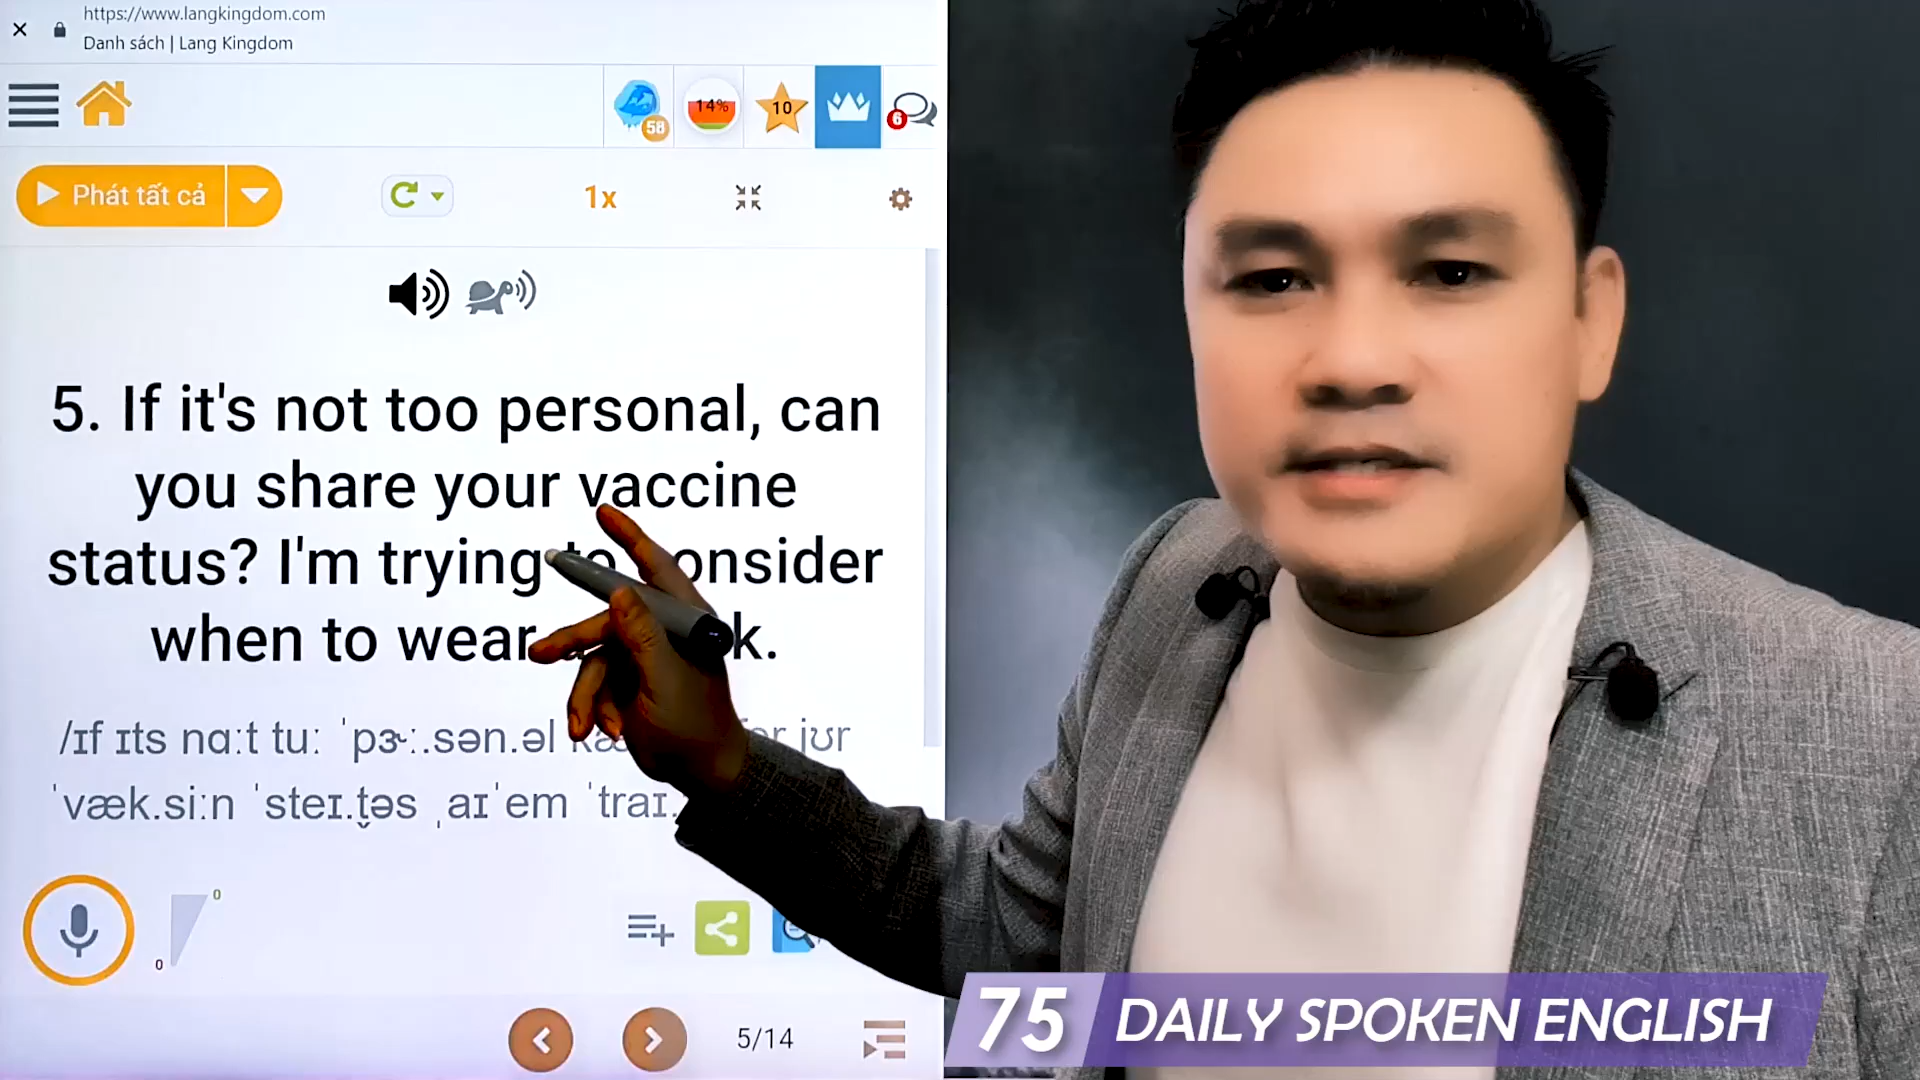 https://www.langkingdom.com
Danh sách | Lang Kingdom
58
14%
10
6
Phát tất cả
1x
5. If it's not too personal, can
you share your vaccine
status? I'm trying to consider
when to wear k.
/ɪf ɪts nɑːt tuː ˈpɝː.sən.əl jʊr
ˈvæk.siːn ˈsteɪ.t̬əs ˌaɪˈem ˈtraɪ.
0
0
5/14
75 DAILY SPOKEN ENGLISH